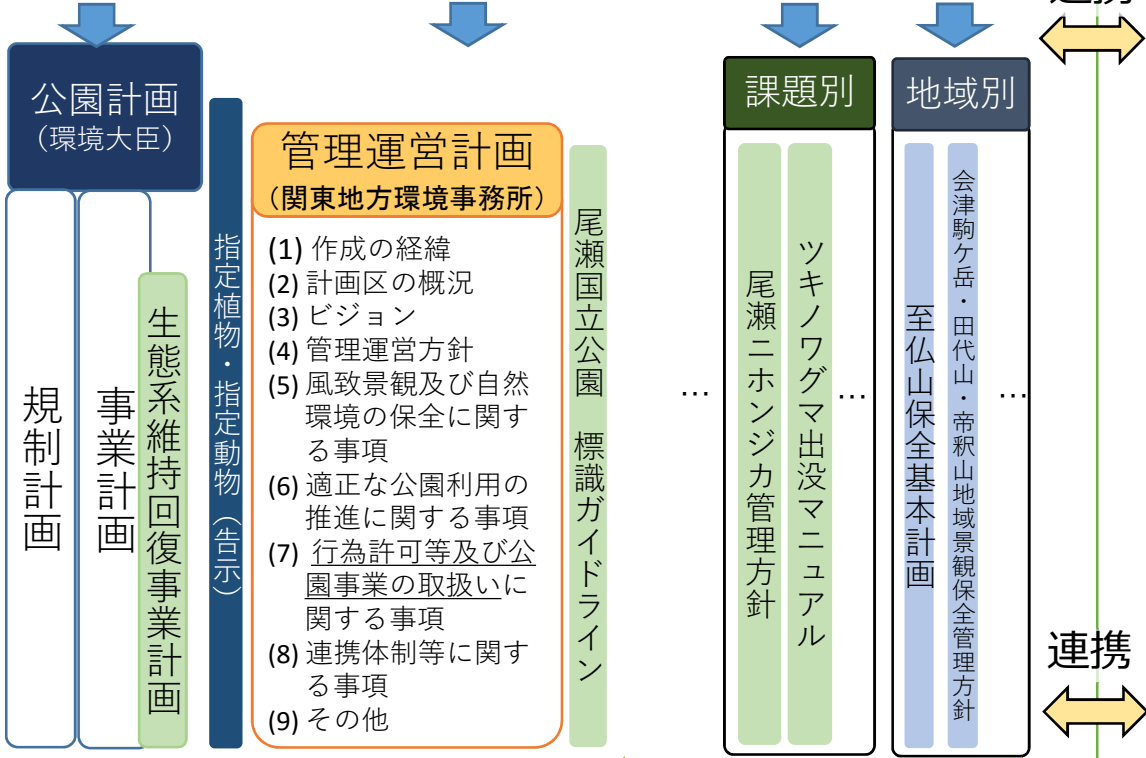 連携
公園計画
（環境大臣）
規制計画
事業計画
生態系維持回復事業計画
指定植物・指定動物（告示）
管理運営計画
（関東地方環境事務所）
(1) 作成の経緯
(2) 計画区の概況
(3) ビジョン
(4) 管理運営方針
(5) 風致景観及び自然
環境の保全に関す
る事項
(6) 適正な公園利用の
推進に関する事項
(7) 行為許可等及び公
園事業の取扱いに
関する事項
(8) 連携体制等に関す
る事項
(9) その他
尾瀬国立公園　標識ガイドライン
…
課題別
尾瀬ニホンジカ管理方針
ツキノワグマ出没マニュアル
…
地域別
至仏山保全基本計画
会津駒ケ岳・田代山・帝釈山地域景観保全管理方針
…
連携